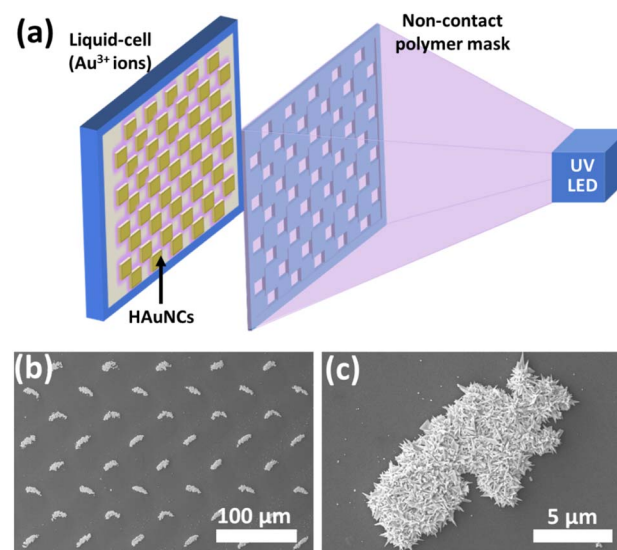 (a)
Liquid-cell
(Au³⁺ ions)
Non-contact
polymer mask
UV
LED
HAuNCs
(b)
100 µm
(c)
5 µm